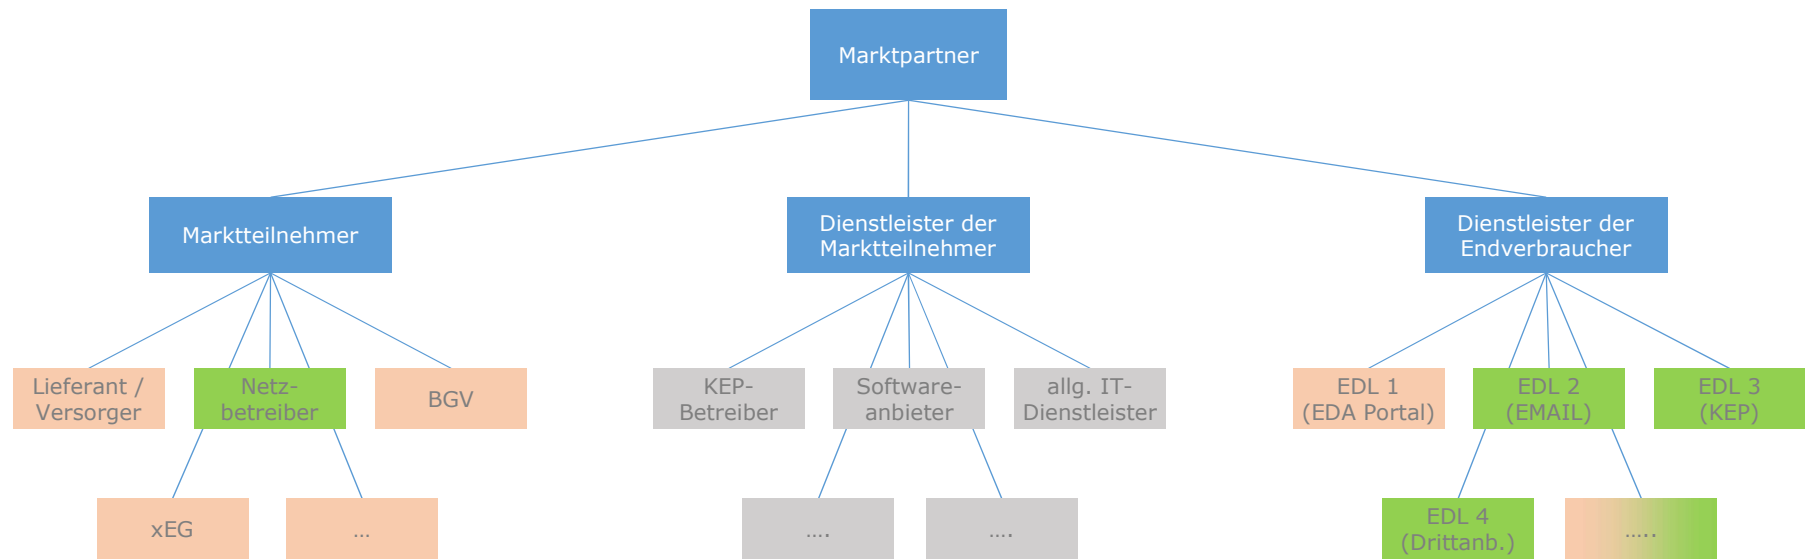 Marktpartner
Marktteilnehmer
Dienstleister der
Marktteilnehmer
Dienstleister der
Endverbraucher
Lieferant /
Versorger
Netz-
betreiber
BGV
KEP-
Betreiber
Software-
anbieter
allg. IT-
Dienstleister
EDL 1
(EDA Portal)
EDL 2
(EMAIL)
EDL 3
(KEP)
xEG
...
....
....
EDL 4
(Drittanb.)
.....